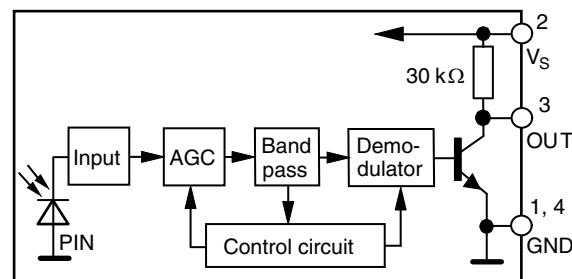 2
V_S
30 kΩ
3
OUT
Input
AGC
Band
pass
Demo-
dulator
1, 4
GND
PIN
Control circuit